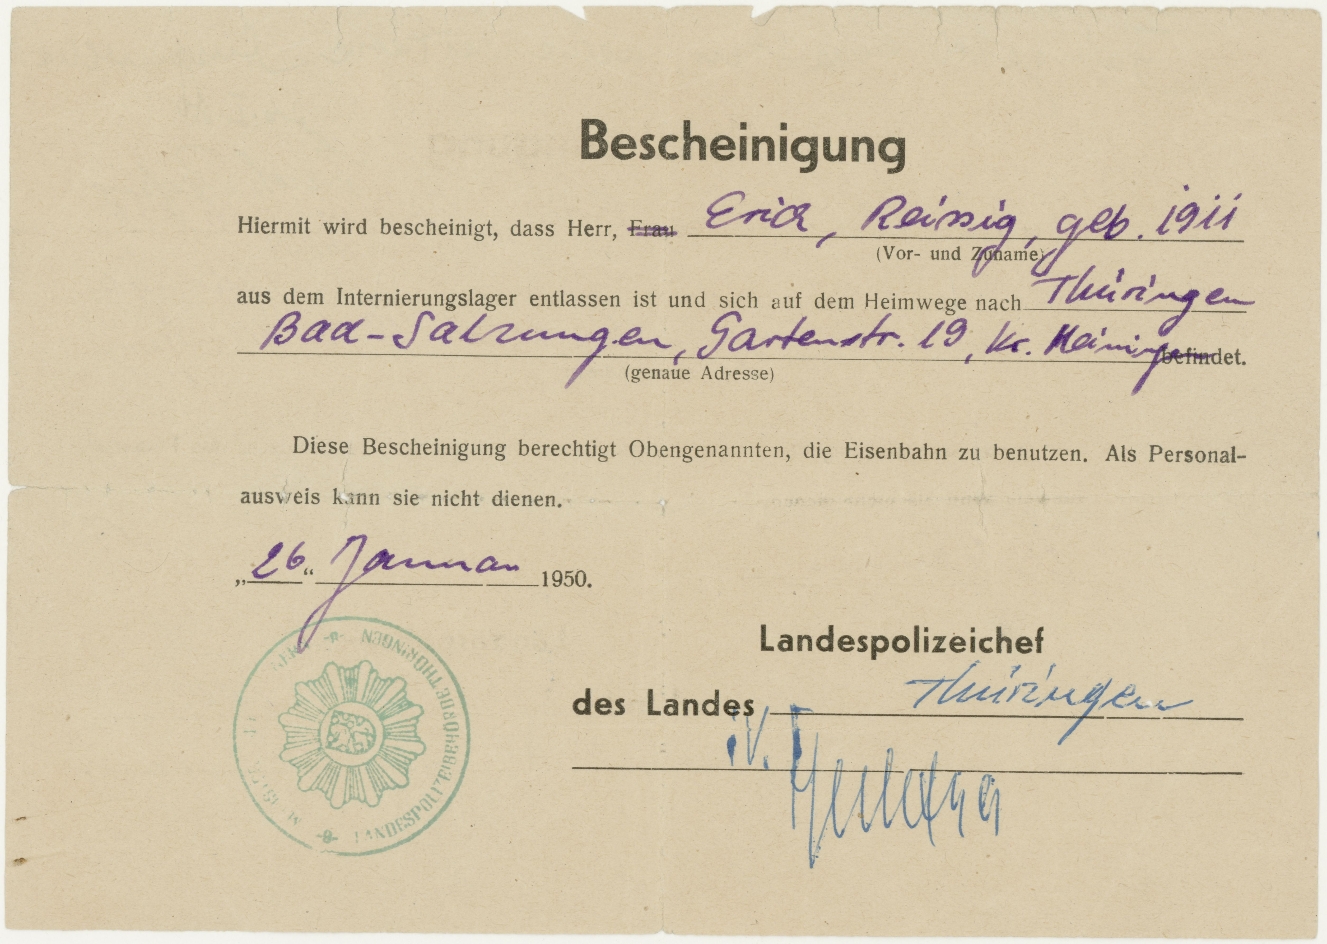 Bescheinigung
Hiermit wird bescheinigt, dass Herr, Frau Erich, Reissig, geb. 1911
(Vor- und Zuname)
aus dem Internierungslager entlassen ist und sich auf dem Heimwege nach Thüringen
Bad-Salzungen, Gartenstr. 19, Kr. Meiningen befindet.
(genaue Adresse)
Diese Bescheinigung berechtigt Obengenannten, die Eisenbahn zu benutzen. Als Personal-
ausweis kann sie nicht dienen.
„26“ Januar 1950.
Landespolizeichef
des Landes Thüringen
i.V.
LANDESPOLIZEIBEHÖRDE THÜRINGEN